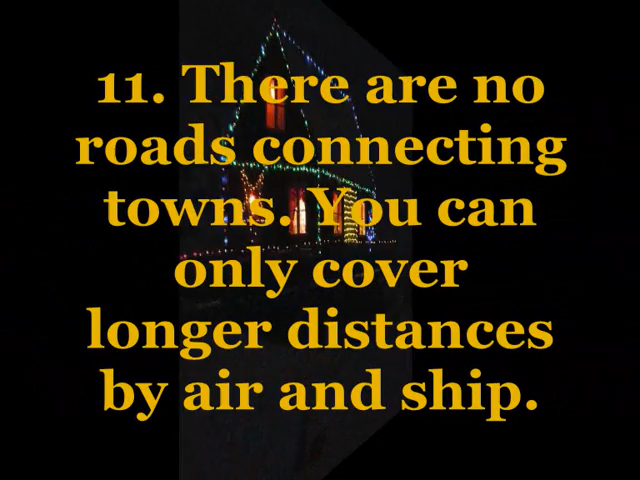 11. There are no
roads connecting
towns. You can
only cover
longer distances
by air and ship.